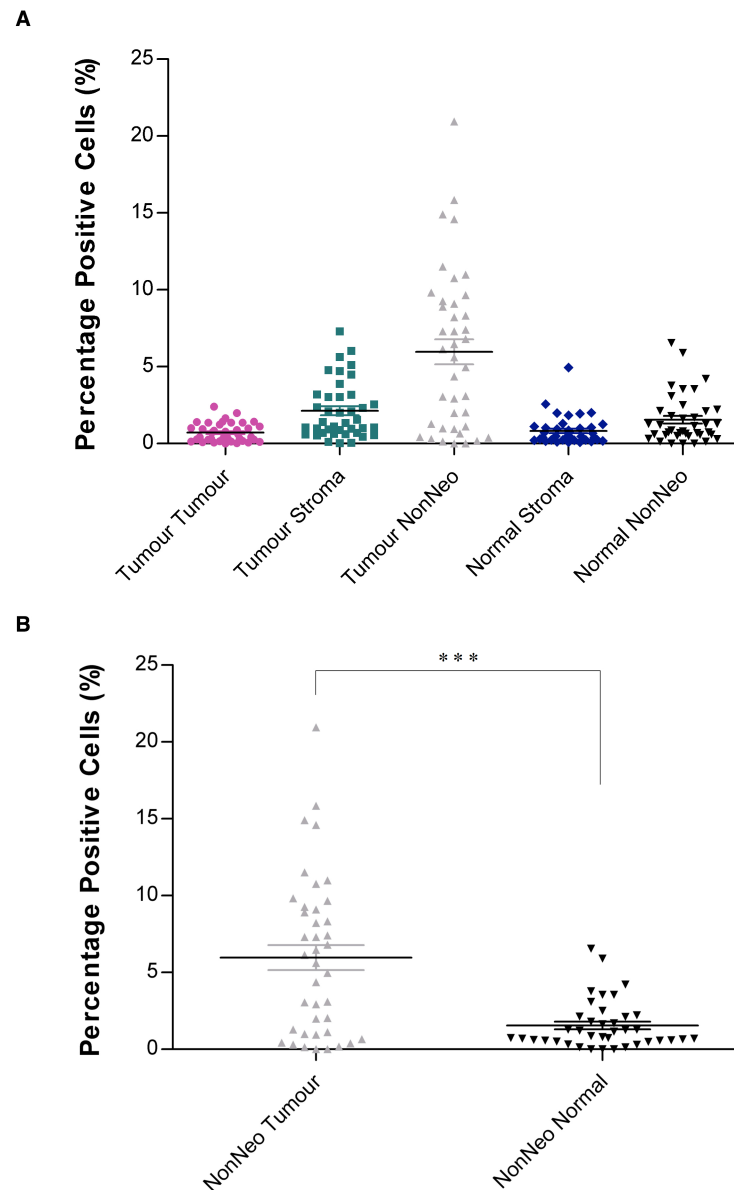 A
Percentage Positive Cells (%)
25
20
15
10
5
0
Tumour Tumour
Tumour Stroma
Tumour NonNeo
Normal Stroma
Normal NonNeo
B
***
Percentage Positive Cells (%)
25
20
15
10
5
0
NonNeo Tumour
NonNeo Normal